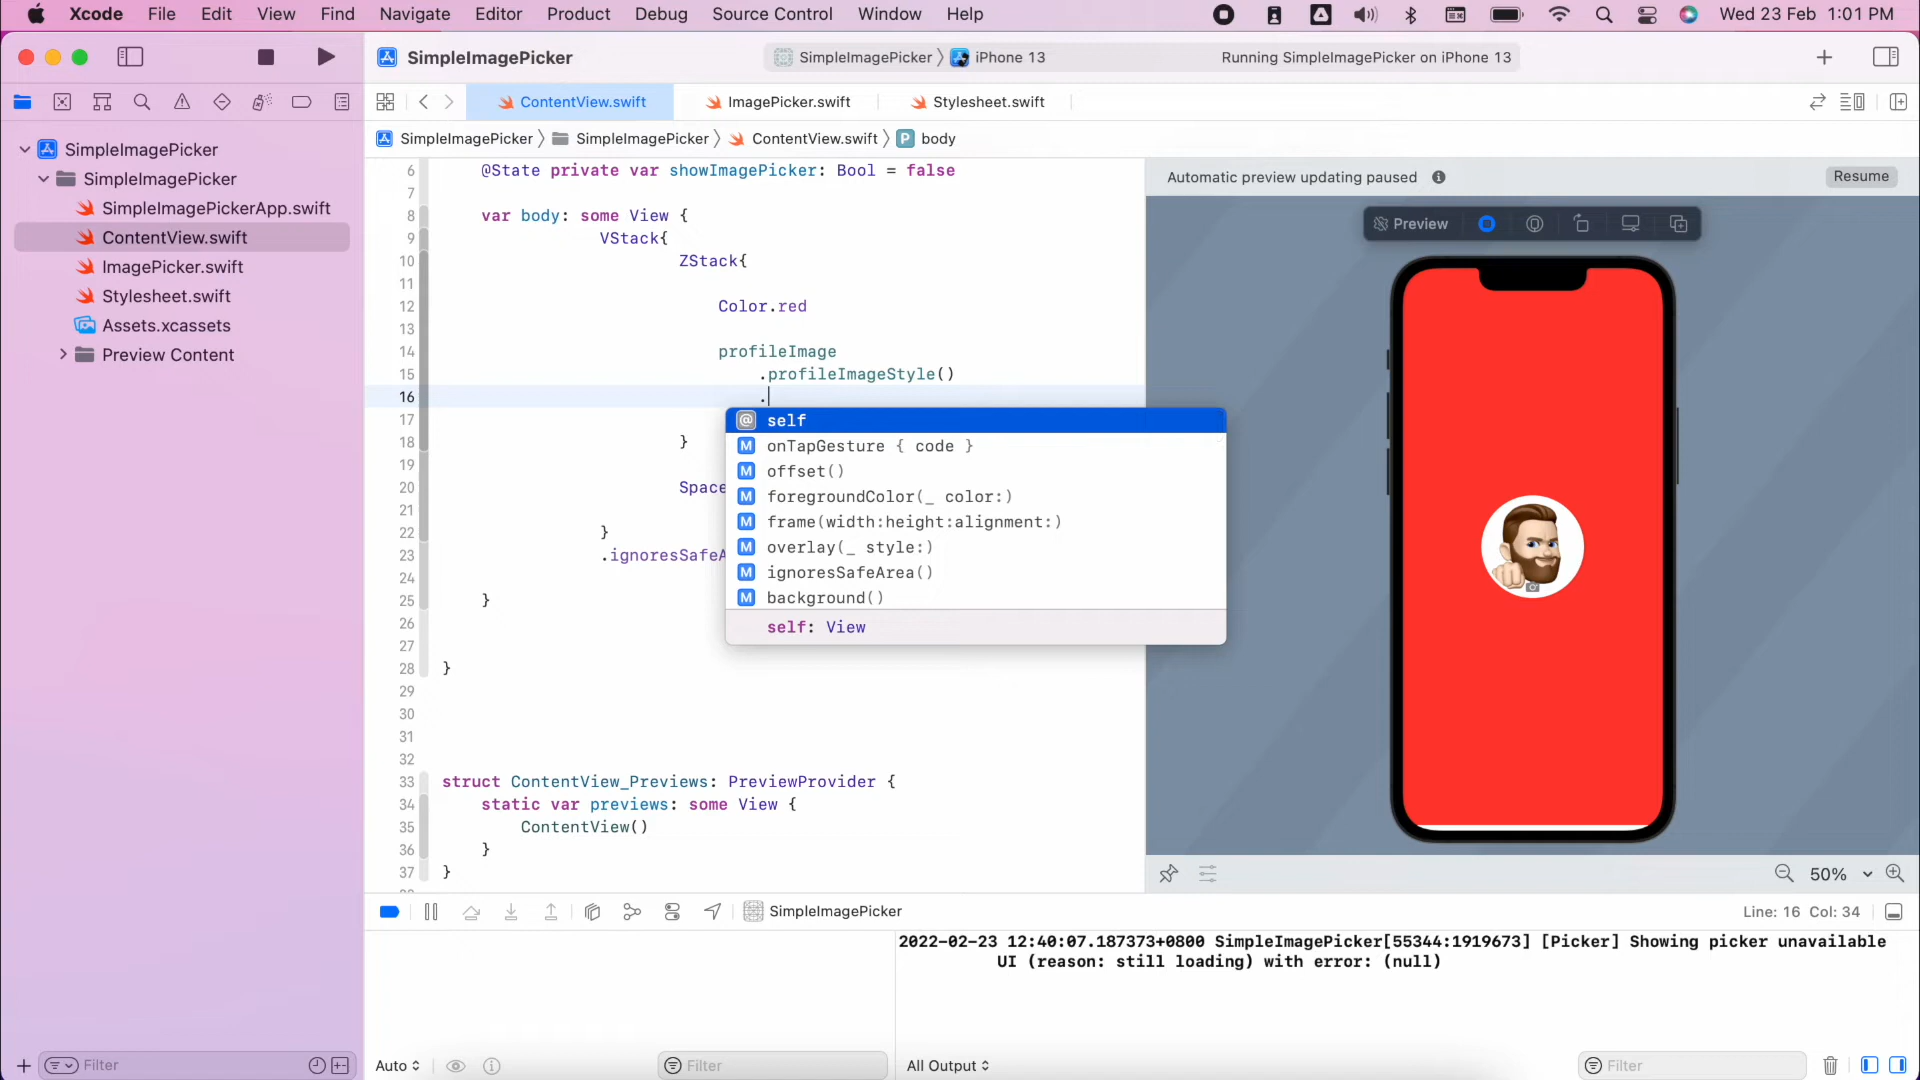 Xcode File Edit View Find Navigate Editor Product Debug Source Control Window Help Wed 23 Feb 1:01 PM
SimpleImagePicker SimpleImagePicker iPhone 13 Running SimpleImagePicker on iPhone 13
ContentView.swift ImagePicker.swift Stylesheet.swift
SimpleImagePicker SimpleImagePicker ContentView.swift P body
SimpleImagePicker
SimpleImagePicker
SimpleImagePickerApp.swift
ContentView.swift
ImagePicker.swift
Stylesheet.swift
Assets.xcassets
Preview Content
Filter
6 @State private var showImagePicker: Bool = false
7
8 var body: some View {
9 VStack{
10 ZStack{
11
12 Color.red
13
14 profileImage
15 .profileImageStyle()
16 .
17
18 }
19
20 Space
21
22 }
23 .ignoresSafeA
24
25 }
26
27
28 }
29
30
31
32
33 struct ContentView_Previews: PreviewProvider {
34 static var previews: some View {
35 ContentView()
36 }
37 }
@ self
M onTapGesture { code }
M offset()
M foregroundColor(_ color:)
M frame(width:height:alignment:)
M overlay(_ style:)
M ignoresSafeArea()
M background()
self: View
Automatic preview updating paused Resume
Preview
50%
SimpleImagePicker Line: 16 Col: 34
2022-02-23 12:40:07.187373+0800 SimpleImagePicker[55344:1919673] [Picker] Showing picker unavailable
UI (reason: still loading) with error: (null)
Auto Filter All Output Filter